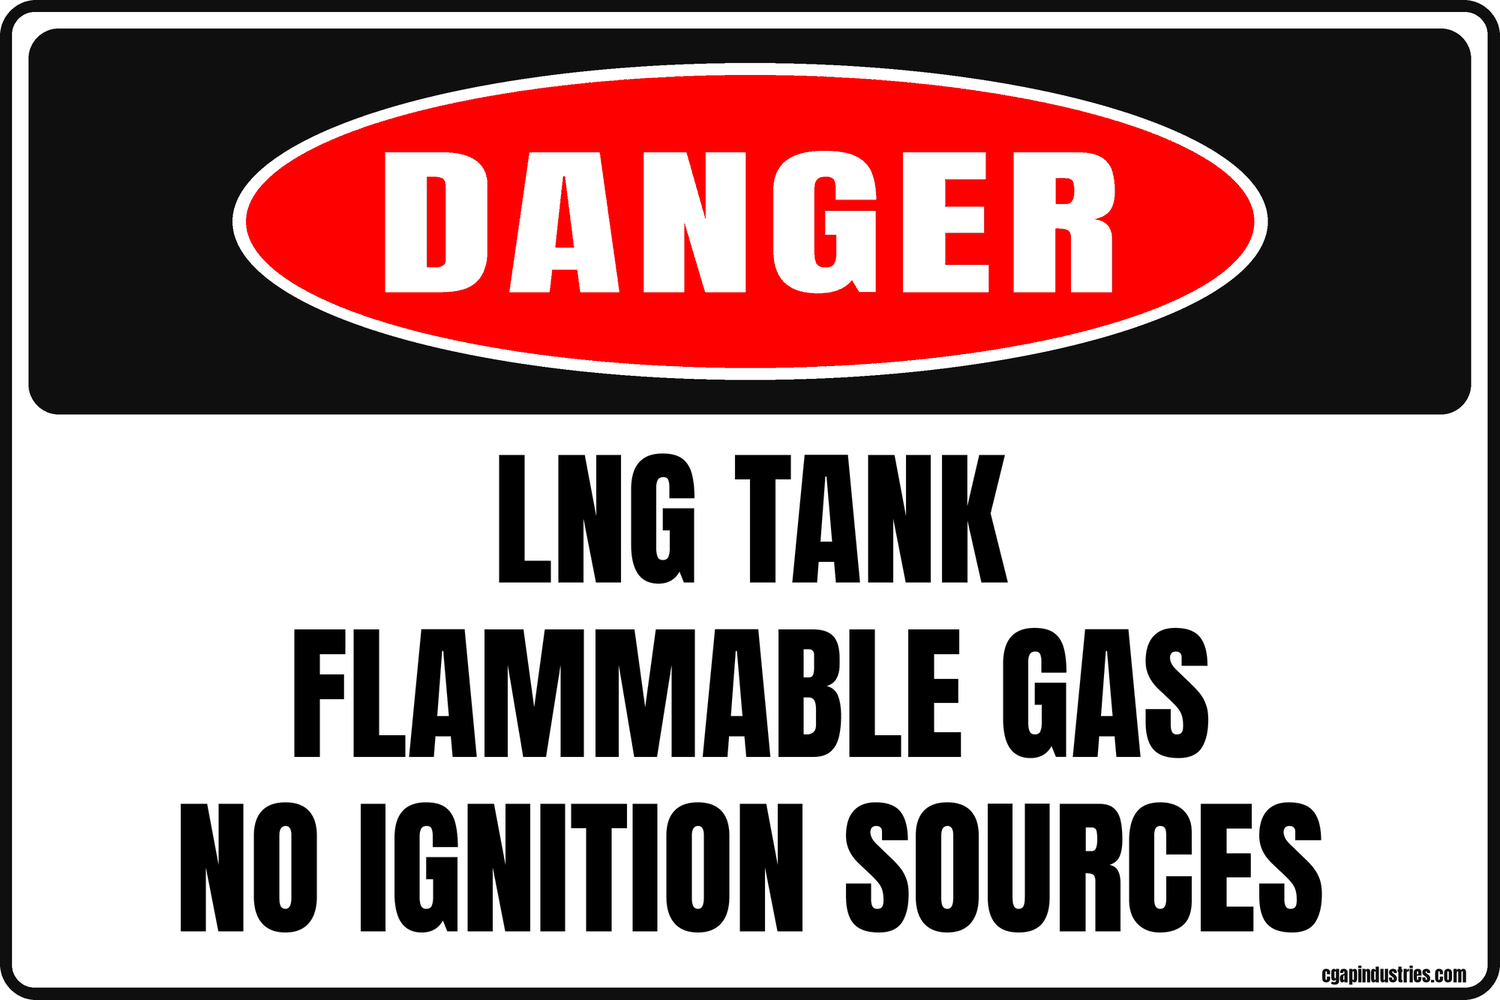 DANGER
LNG TANK
FLAMMABLE GAS
NO IGNITION SOURCES
cgapindustries.com